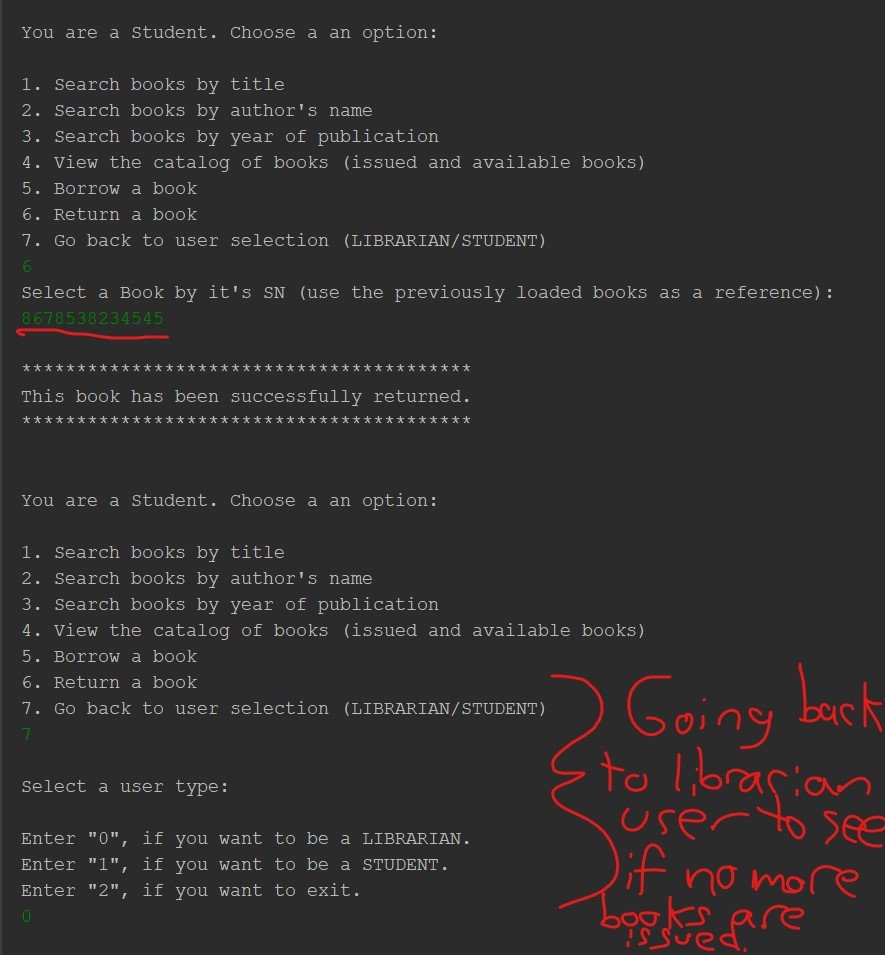 You are a Student. Choose a an option:
1. Search books by title
2. Search books by author's name
3. Search books by year of publication
4. View the catalog of books (issued and available books)
5. Borrow a book
6. Return a book
7. Go back to user selection (LIBRARIAN/STUDENT)
6
Select a Book by it's SN (use the previously loaded books as a reference):
8678538234545
*****************************************
This book has been successfully returned.
*****************************************
You are a Student. Choose a an option:
1. Search books by title
2. Search books by author's name
3. Search books by year of publication
4. View the catalog of books (issued and available books)
5. Borrow a book
6. Return a book
7. Go back to user selection (LIBRARIAN/STUDENT)
7
Select a user type:
Enter "0", if you want to be a LIBRARIAN.
Enter "1", if you want to be a STUDENT.
Enter "2", if you want to exit.
0
Going back
to librarian
user to see
if no more
books are
issued.